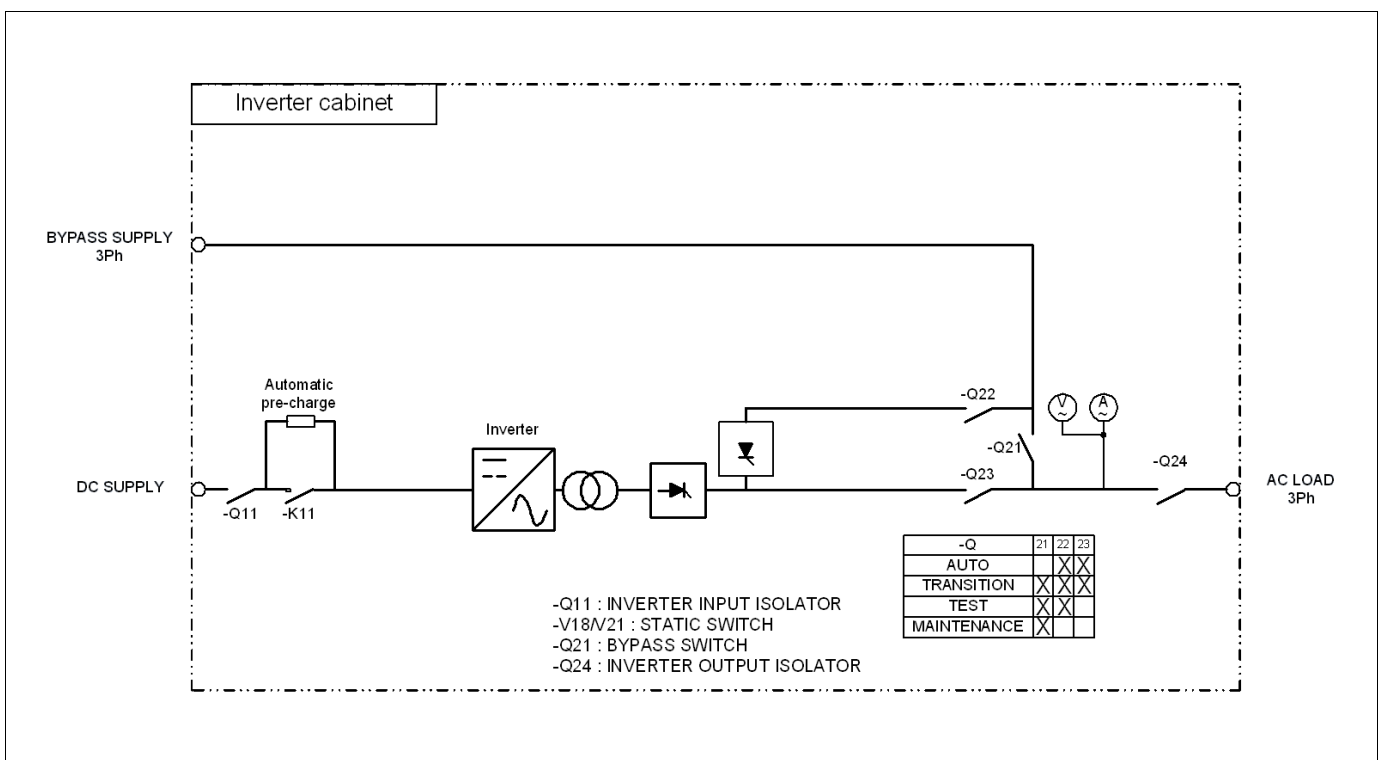 Inverter cabinet
BYPASS SUPPLY
3Ph
Automatic
pre-charge
-Q22
V
~
A
~
Inverter
-Q21
-Q23
-Q24
DC SUPPLY
-Q11
-K11
AC LOAD
3Ph
-Q 21 22 23
AUTO X X
TRANSITION X X X
TEST X X
MAINTENANCE X
-Q11 : INVERTER INPUT ISOLATOR
-V18/V21 : STATIC SWITCH
-Q21 : BYPASS SWITCH
-Q24 : INVERTER OUTPUT ISOLATOR